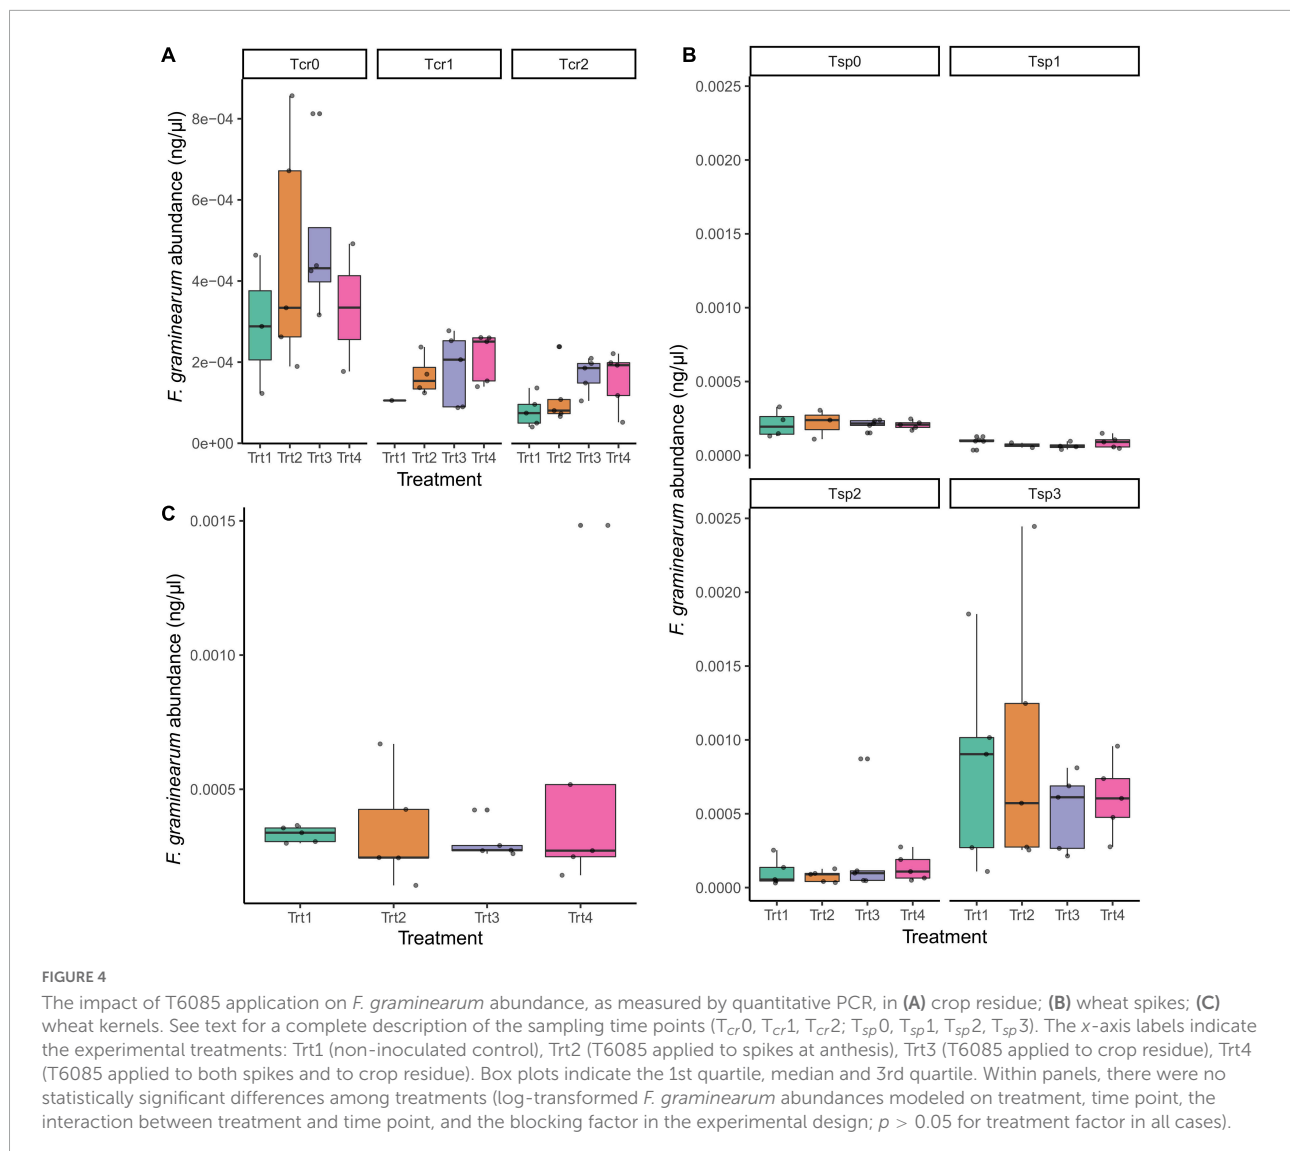 A
Tcr0
Tcr1
Tcr2
F. graminearum abundance (ng/µl)
8e−04
6e−04
4e−04
2e−04
0e+00
Trt1 Trt2 Trt3 Trt4
Trt1 Trt2 Trt3 Trt4
Trt1 Trt2 Trt3 Trt4
Treatment
B
Tsp0
Tsp1
F. graminearum abundance (ng/µl)
0.0025
0.0020
0.0015
0.0010
0.0005
0.0000
Tsp2
Tsp3
0.0025
0.0020
0.0015
0.0010
0.0005
0.0000
Trt1 Trt2 Trt3 Trt4
Trt1 Trt2 Trt3 Trt4
Treatment
C
F. graminearum abundance (ng/µl)
0.0015
0.0010
0.0005
Trt1 Trt2 Trt3 Trt4
Treatment
FIGURE 4
The impact of T6085 application on F. graminearum abundance, as measured by quantitative PCR, in (A) crop residue; (B) wheat spikes; (C)
wheat kernels. See text for a complete description of the sampling time points (Tcr0, Tcr1, Tcr2; Tsp0, Tsp1, Tsp2, Tsp3). The x-axis labels indicate
the experimental treatments: Trt1 (non-inoculated control), Trt2 (T6085 applied to spikes at anthesis), Trt3 (T6085 applied to crop residue), Trt4
(T6085 applied to both spikes and to crop residue). Box plots indicate the 1st quartile, median and 3rd quartile. Within panels, there were no
statistically significant differences among treatments (log-transformed F. graminearum abundances modeled on treatment, time point, the
interaction between treatment and time point, and the blocking factor in the experimental design; p > 0.05 for treatment factor in all cases).